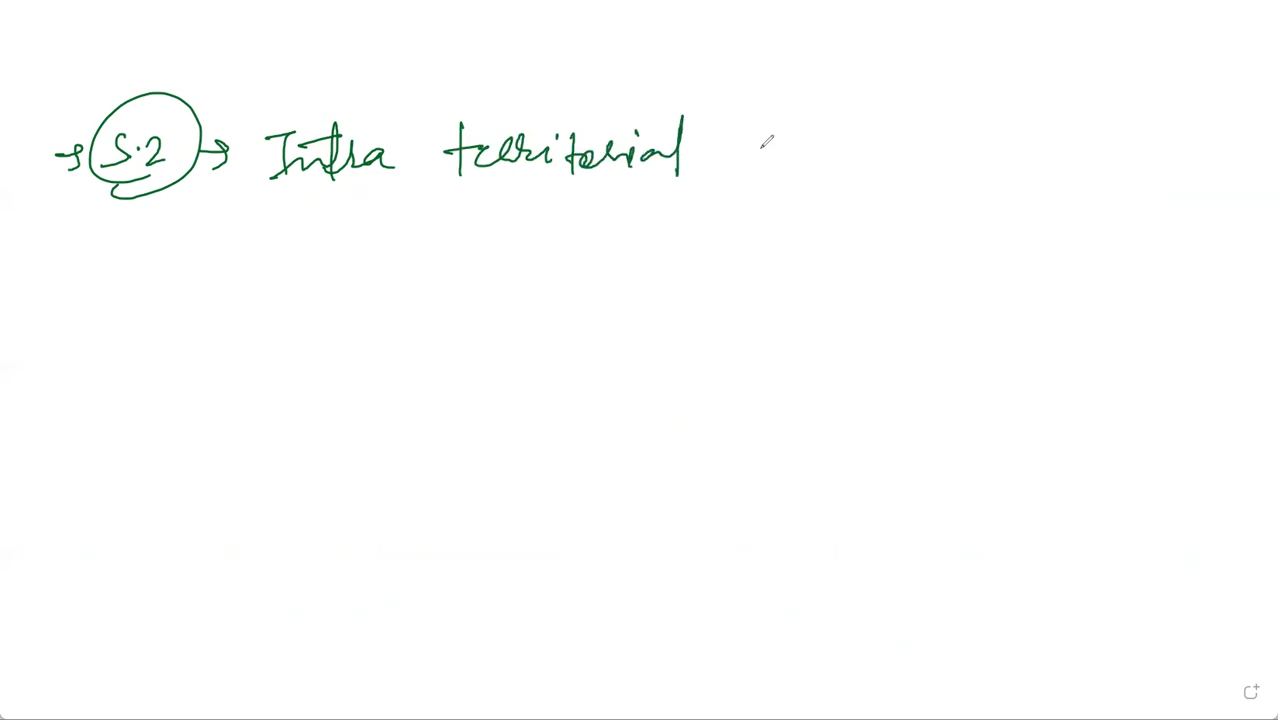 → S.2 → Intra territorial